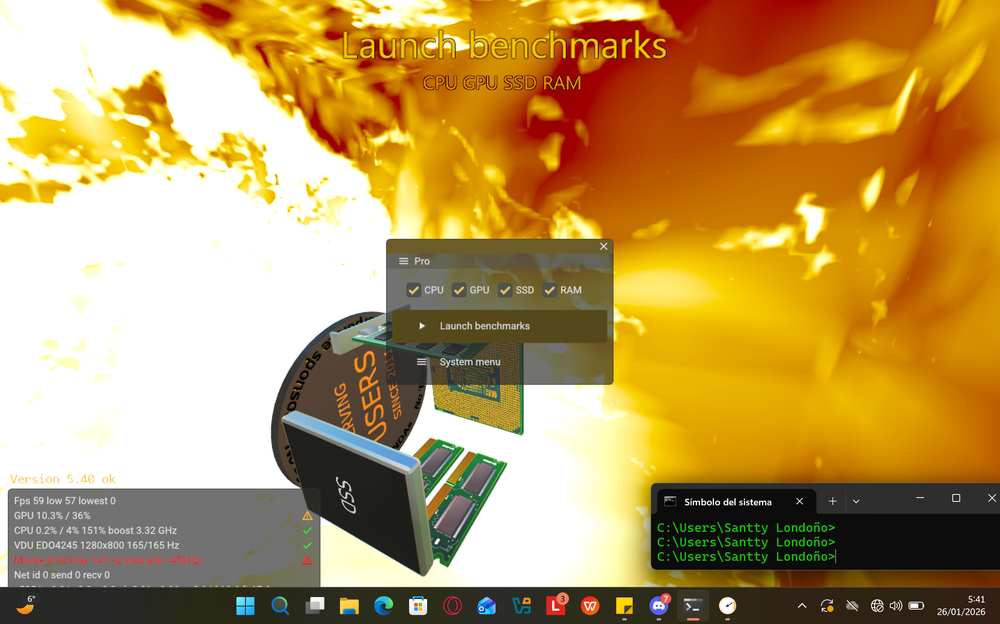 Launch benchmarks
CPU GPU SSD RAM
Pro
CPU GPU SSD RAM
Launch benchmarks
System menu
USERS
SINCE 2011
SSD
Version 5.40 ok
Fps 59 low 57 lowest 0
GPU 10.3% / 36%
CPU 0.2% / 4% 151% boost 3.32 GHz
VDU EDO4245 1280x800 165/165 Hz
Mouse 0 Hz max 141 Hz (low poll <450Hz)
Net id 0 send 0 recv 0
Símbolo del sistema
C:\Users\Santty Londoño>
C:\Users\Santty Londoño>
C:\Users\Santty Londoño>
6°
L
3
7
5:41
26/01/2026